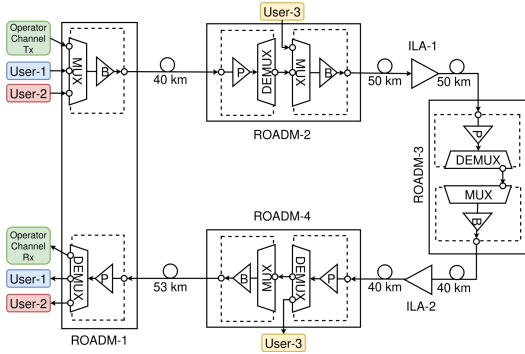 Operator
Channel
Tx
User-1
User-2
MUX
B
40 km
User-3
P
DEMUX
MUX
B
ROADM-2
50 km
ILA-1
50 km
ROADM-3
P
DEMUX
MUX
B
40 km
ILA-2
40 km
ROADM-4
P
DEMUX
MUX
B
User-3
53 km
P
DEMUX
Operator
Channel
Rx
User-1
User-2
ROADM-1